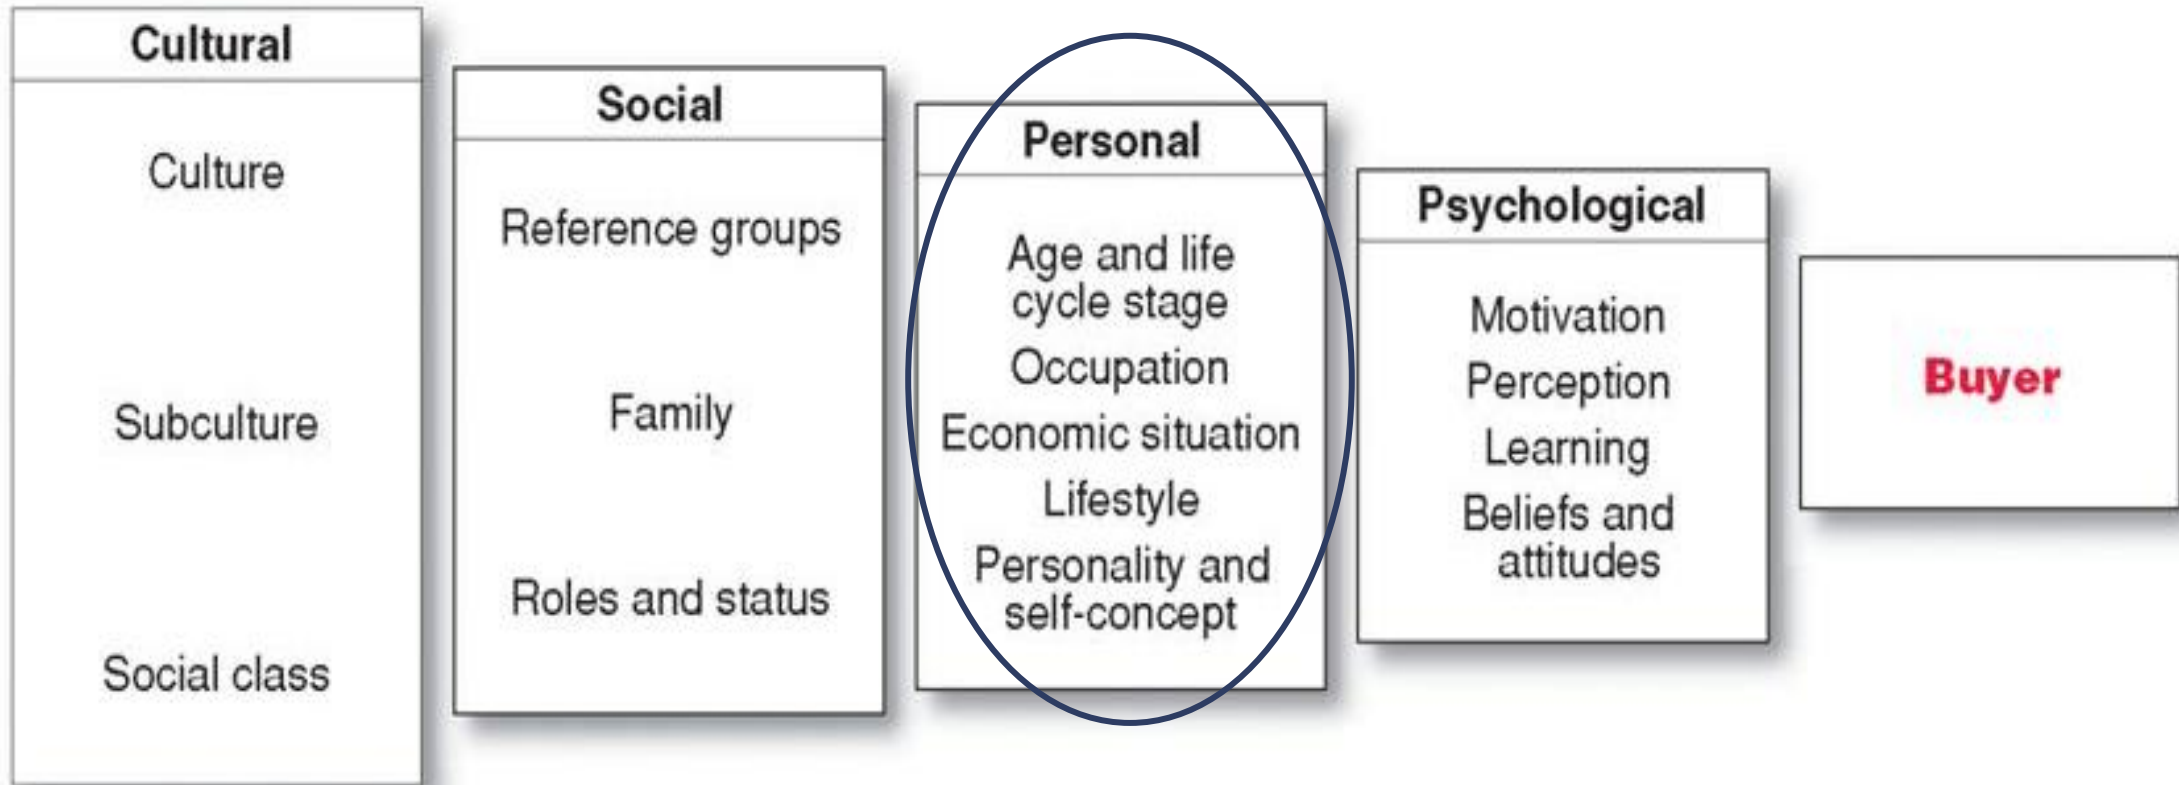 Cultural
Culture
Subculture
Social class
Social
Reference groups
Family
Roles and status
Personal
Age and life
cycle stage
Occupation
Economic situation
Lifestyle
Personality and
self-concept
Psychological
Motivation
Perception
Learning
Beliefs and
attitudes
Buyer